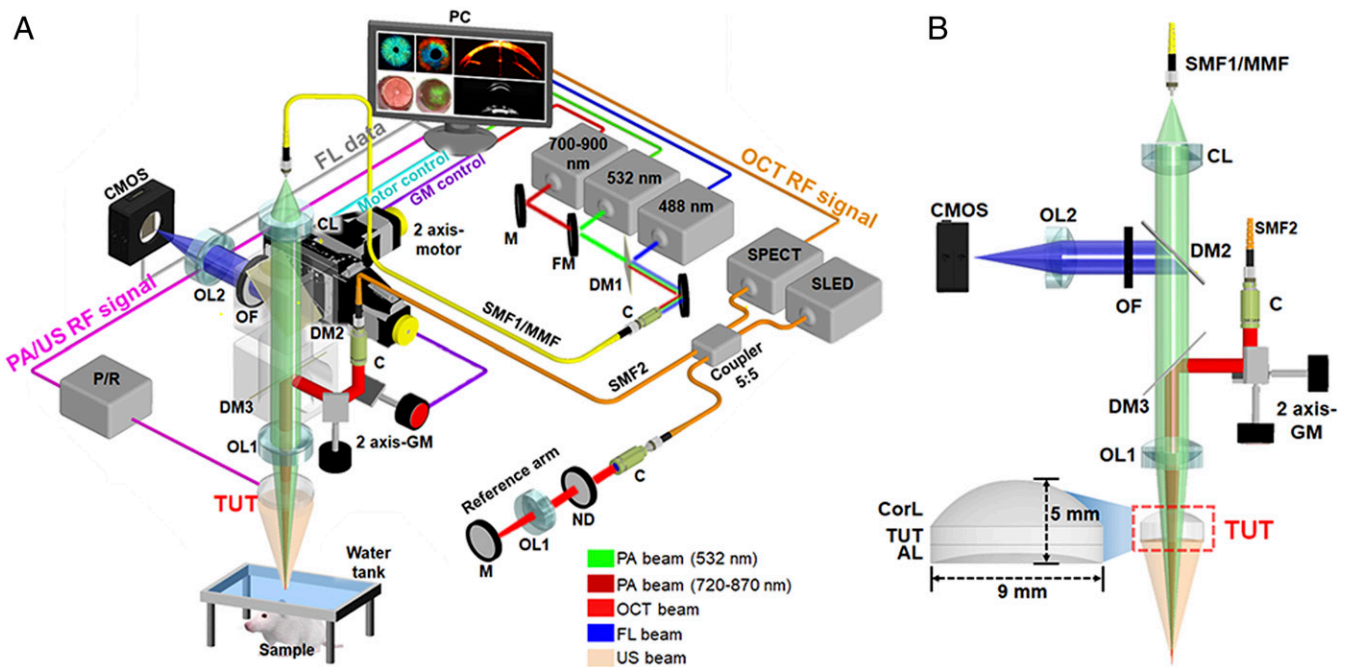 A
PC
FL data
Motor control
GM control
CMOS
CL
2 axis-
motor
OL2
OF
DM2
PA/US RF signal
P/R
DM3
C
2 axis-GM
OL1
TUT
Water
tank
Sample
700-900
nm
532 nm
488 nm
M
FM
DM1
C
SMF1/MMF
SMF2
OCT RF signal
SPECT
SLED
Coupler
5:5
Reference arm
C
ND
OL1
M
PA beam (532 nm)
PA beam (720-870 nm)
OCT beam
FL beam
US beam
B
SMF1/MMF
CL
CMOS
OL2
OF
DM2
SMF2
C
DM3
2 axis-
GM
OL1
CorL
TUT
AL
5 mm
9 mm
TUT